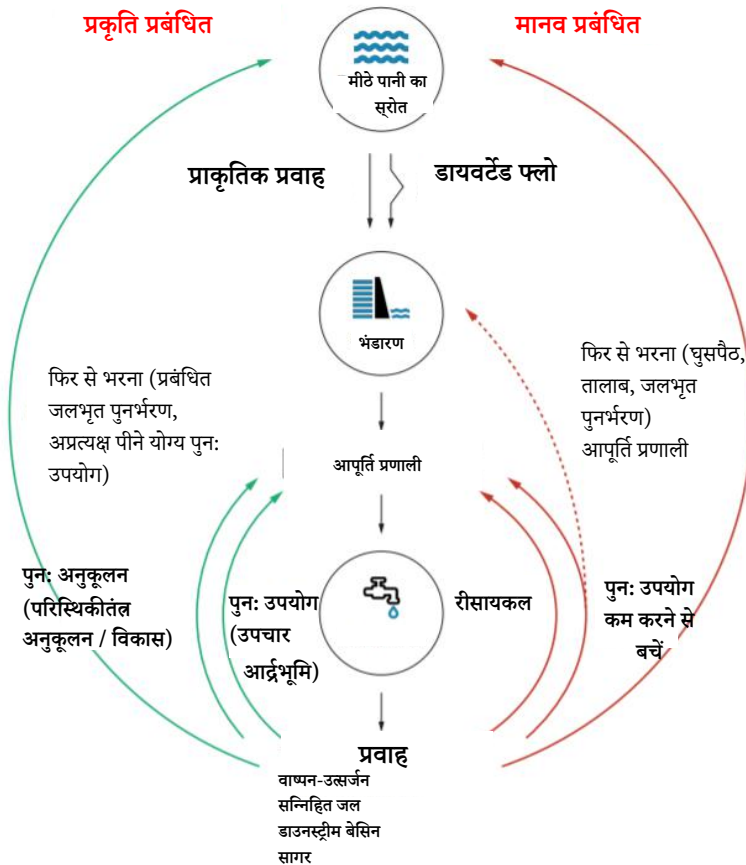 प्रकृति प्रबंधित
मानव प्रबंधित
मीठे पानी का
स्रोत
प्राकृतिक प्रवाह
डायवर्टेड फ्लो
भंडारण
फिर से भरना (प्रबंधित
जलभृत पुनर्भरण,
अप्रत्यक्ष पीने योग्य पुन:
उपयोग)
फिर से भरना (घुसपैठ,
तालाब, जलभृत
पुनर्भरण)
आपूर्ति प्रणाली
आपूर्ति प्रणाली
पुन: अनुकूलन
(परिस्थिकीतंत्र
अनुकूलन / विकास)
पुन: उपयोग
(उपचार
आर्द्रभूमि)
रीसायकल
पुन: उपयोग
कम करने से
बचें
प्रवाह
वाष्पन-उत्सर्जन
सन्निहित जल
डाउनस्ट्रीम बेसिन
सागर